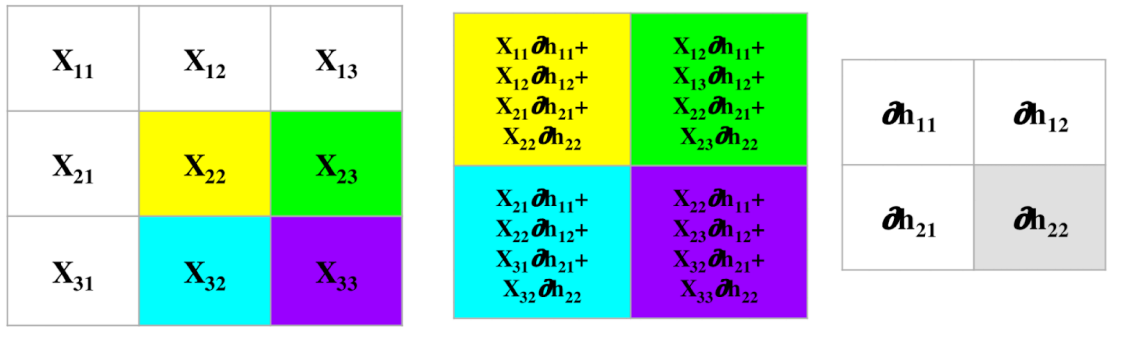 X₁₁ X₁₂ X₁₃
X₂₁ X₂₂ X₂₃
X₃₁ X₃₂ X₃₃
X₁₁∂h₁₁+
X₁₂∂h₁₂+
X₂₁∂h₂₁+
X₂₂∂h₂₂
X₁₂∂h₁₁+
X₁₃∂h₁₂+
X₂₂∂h₂₁+
X₂₃∂h₂₂
X₂₁∂h₁₁+
X₂₂∂h₁₂+
X₃₁∂h₂₁+
X₃₂∂h₂₂
X₂₂∂h₁₁+
X₂₃∂h₁₂+
X₃₂∂h₂₁+
X₃₃∂h₂₂
∂h₁₁ ∂h₁₂
∂h₂₁ ∂h₂₂